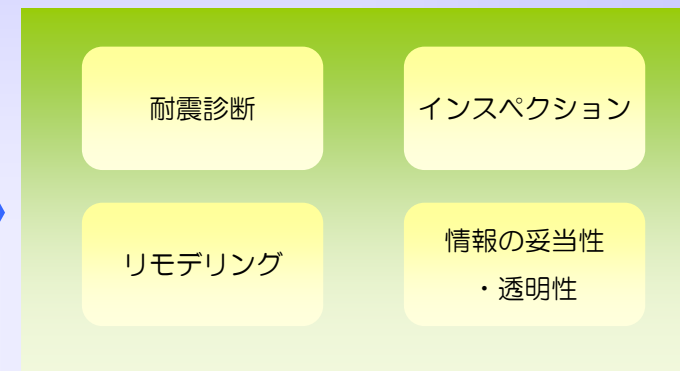 耐震診断
インスペクション
リモデリング
情報の妥当性
・透明性